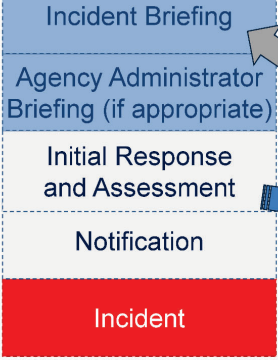 Incident Briefing
Agency Administrator
Briefing (if appropriate)
Initial Response
and Assessment
Notification
Incident